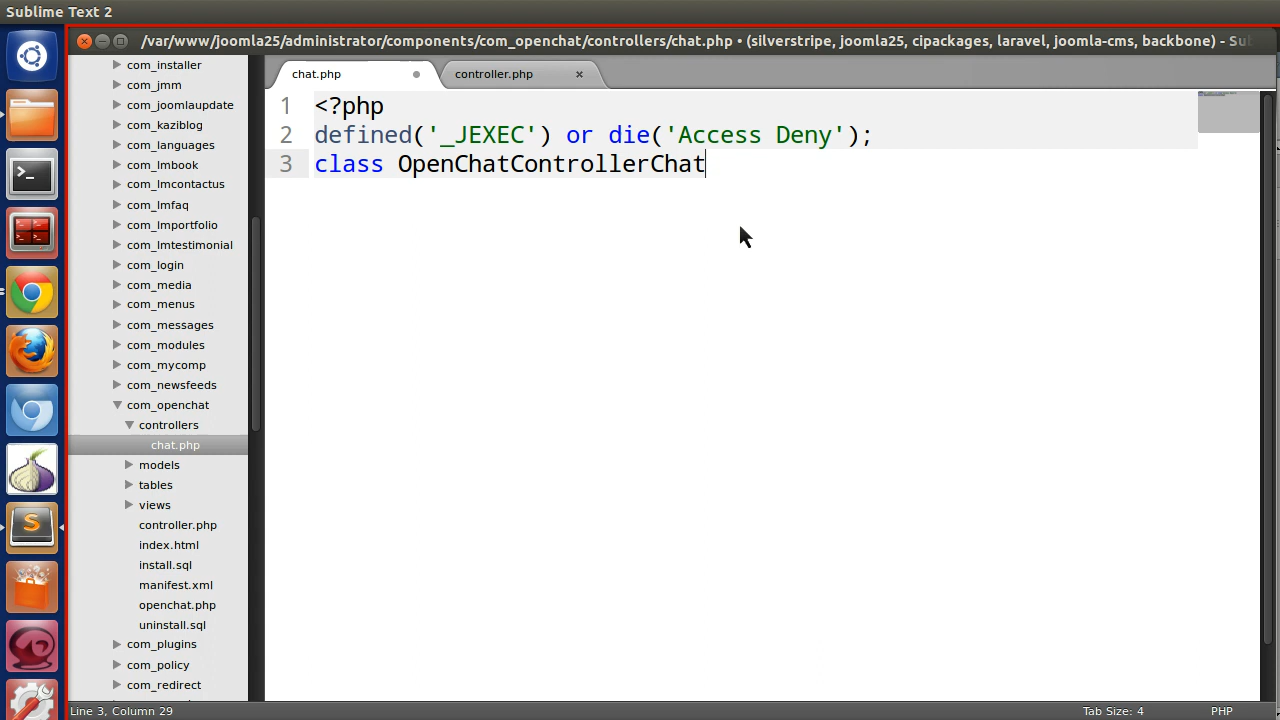 Sublime Text 2
/var/www/joomla25/administrator/components/com_openchat/controllers/chat.php • (silverstripe, joomla25, cipackages, laravel, joomla-cms, backbone) - Su
com_installer
com_jmm
com_joomlaupdate
com_kaziblog
com_languages
com_lmbook
com_lmcontactus
com_lmfaq
com_lmportfolio
com_lmtestimonial
com_login
com_media
com_menus
com_messages
com_modules
com_mycomp
com_newsfeeds
com_openchat
controllers
chat.php
models
tables
views
controller.php
index.html
install.sql
manifest.xml
openchat.php
uninstall.sql
com_plugins
com_policy
com_redirect
chat.php
controller.php ×
1 <?php
2 defined('_JEXEC') or die('Access Deny');
3 class OpenChatControllerChat
Line 3, Column 29
Tab Size: 4
PHP